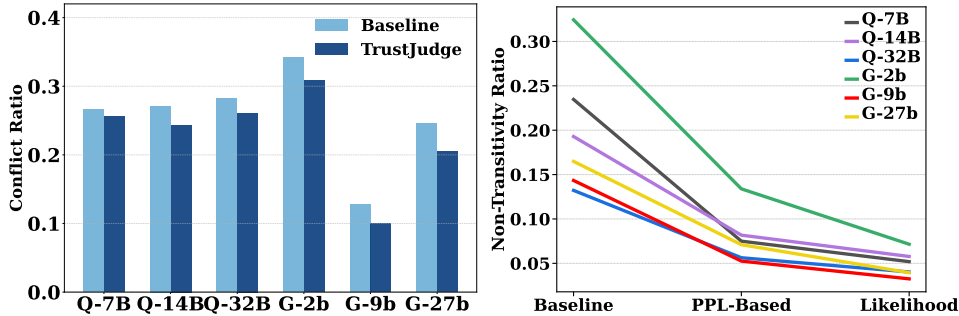 Conflict Ratio
0.4
0.3
0.2
0.1
0.0
Baseline
TrustJudge
Q-7B
Q-14B
Q-32B
G-2b
G-9b
G-27b
Non-Transitivity Ratio
0.30
0.25
0.20
0.15
0.10
0.05
Q-7B
Q-14B
Q-32B
G-2b
G-9b
G-27b
Baseline
PPL-Based
Likelihood